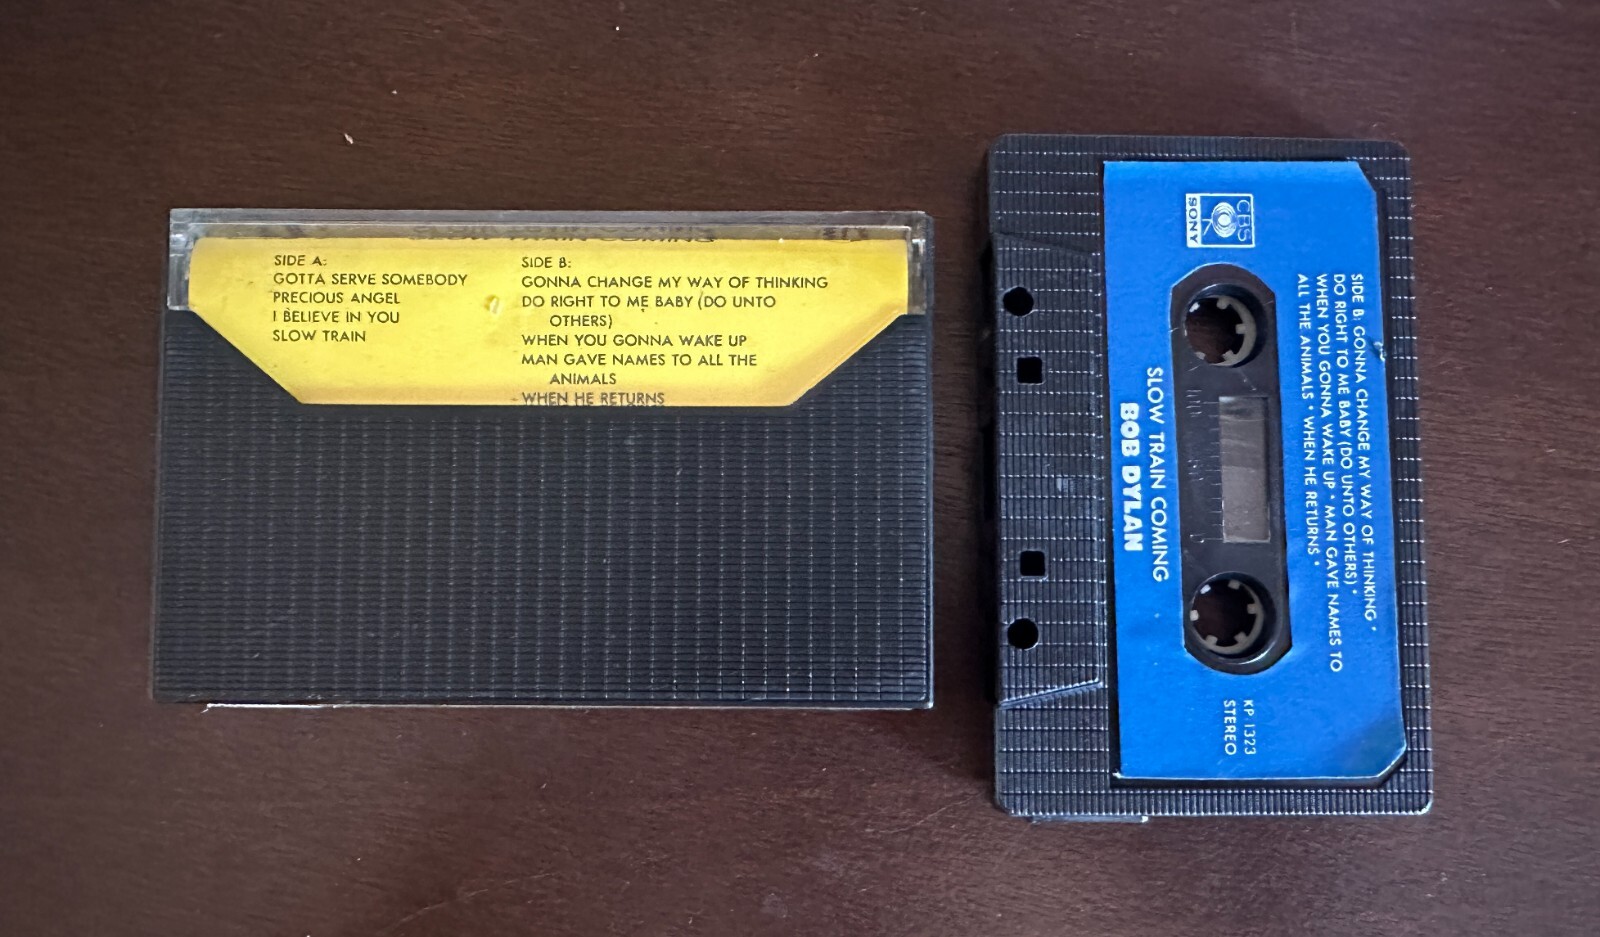 SLOW TRAIN COMING
SIDE A:
GOTTA SERVE SOMEBODY
PRECIOUS ANGEL
I BELIEVE IN YOU
SLOW TRAIN
SIDE B:
GONNA CHANGE MY WAY OF THINKING
DO RIGHT TO ME BABY (DO UNTO
OTHERS)
WHEN YOU GONNA WAKE UP
MAN GAVE NAMES TO ALL THE
ANIMALS
WHEN HE RETURNS
CBS
SONY
SIDE B: GONNA CHANGE MY WAY OF THINKING •
DO RIGHT TO ME BABY (DO UNTO OTHERS) •
WHEN YOU GONNA WAKE UP • MAN GAVE NAMES TO
ALL THE ANIMALS • WHEN HE RETURNS •
KP 1323
STEREO
SLOW TRAIN COMING
BOB DYLAN